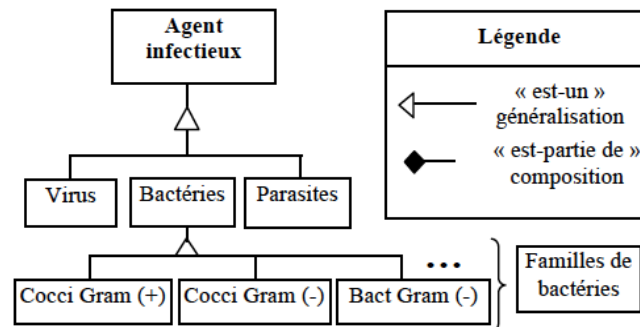 Agent
infectieux
Légende
« est-un »
généralisation
« est-partie de »
composition
Virus
Bactéries
Parasites
...
Cocci Gram (+)
Cocci Gram (-)
Bact Gram (-)
Familles de
bactéries